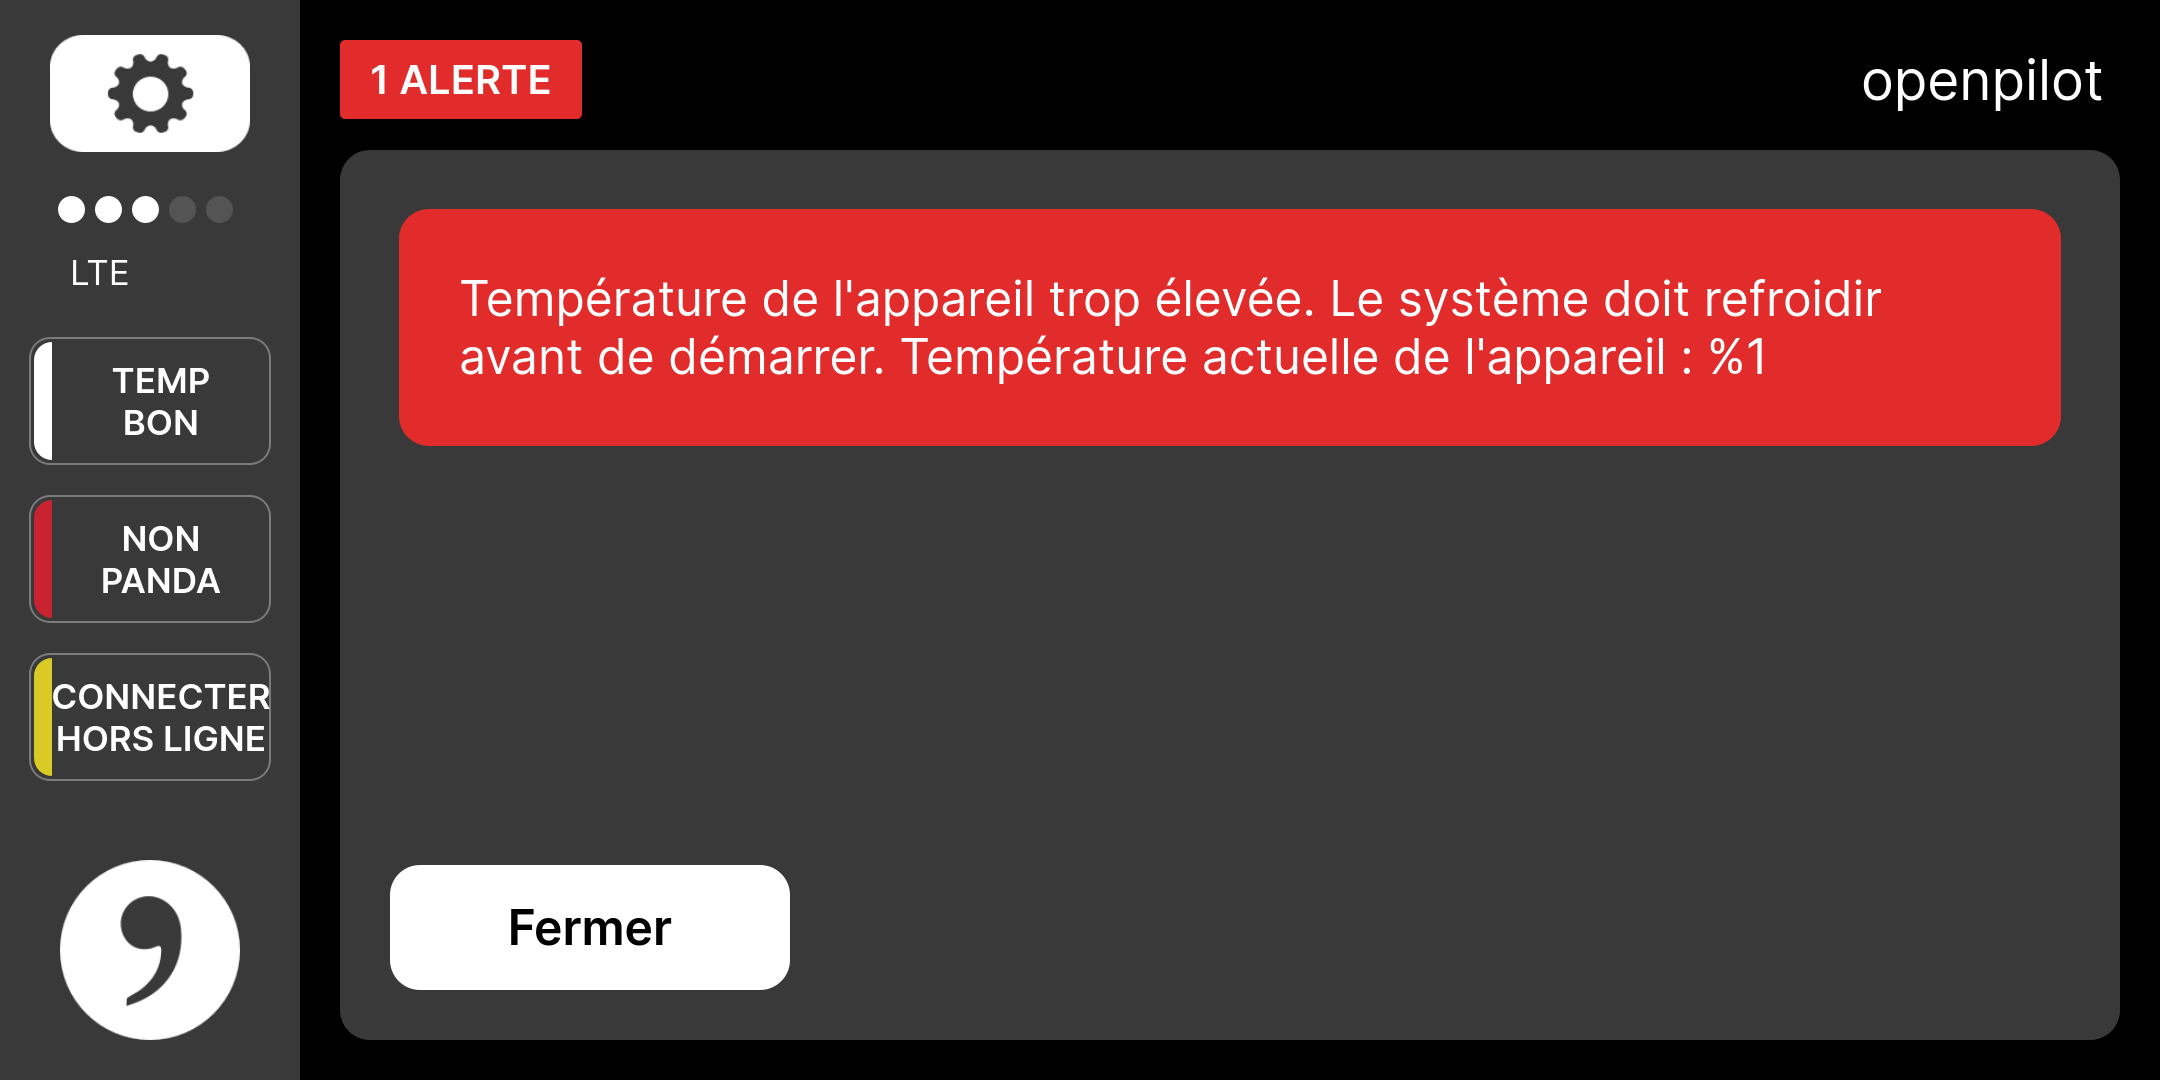 LTE
TEMP
BON
NON
PANDA
CONNECTER
HORS LIGNE
1 ALERTE
openpilot
Température de l'appareil trop élevée. Le système doit refroidir
avant de démarrer. Température actuelle de l'appareil : %1
Fermer